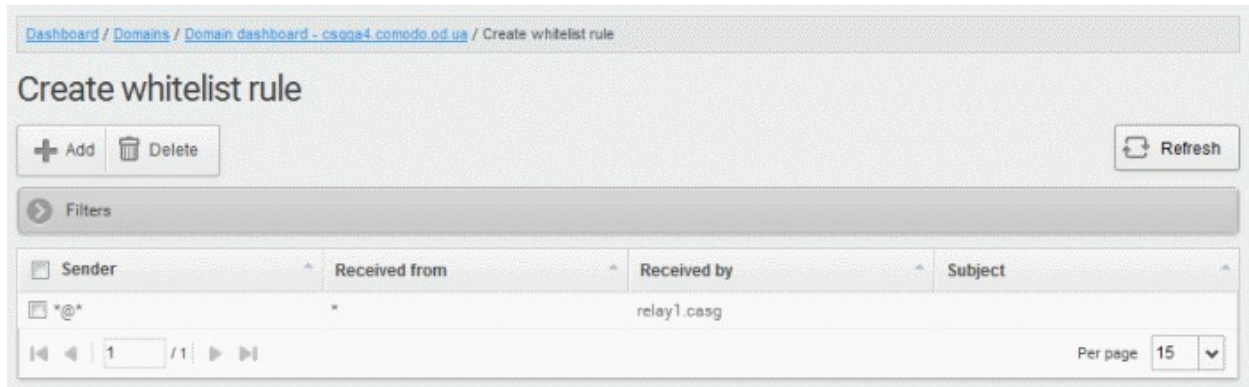 Dashboard / Domains / Domain dashboard - csgqa4.comodo.od.ua / Create whitelist rule
Create whitelist rule
Add Delete Refresh
Filters
Sender Received from Received by Subject
*@* * relay1.casg
1 / 1 Per page 15